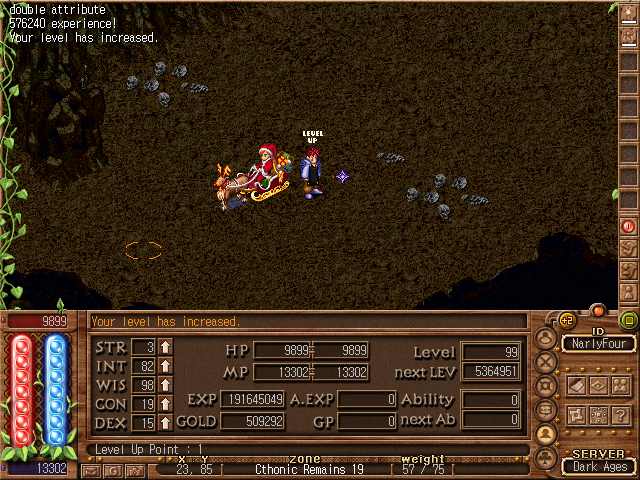 double attribute
576240 experience!
Your level has increased.
LEVEL
UP
9899
Your level has increased.
+2
ID
NarlyFour
STR 3
INT 82
WIS 98
CON 19
DEX 15
HP 9899 9899
MP 13302 13302
EXP 191645049 A.EXP 0
GOLD 509292 GP 0
Level 99
next LEV 5364951
Ability 0
next Ab 0
Level Up Point : 1
13302
G
?
X Y zone weight
23, 85 [ Cthonic Remains 19 ] 57 / 75 [
SERVER
Dark Ages